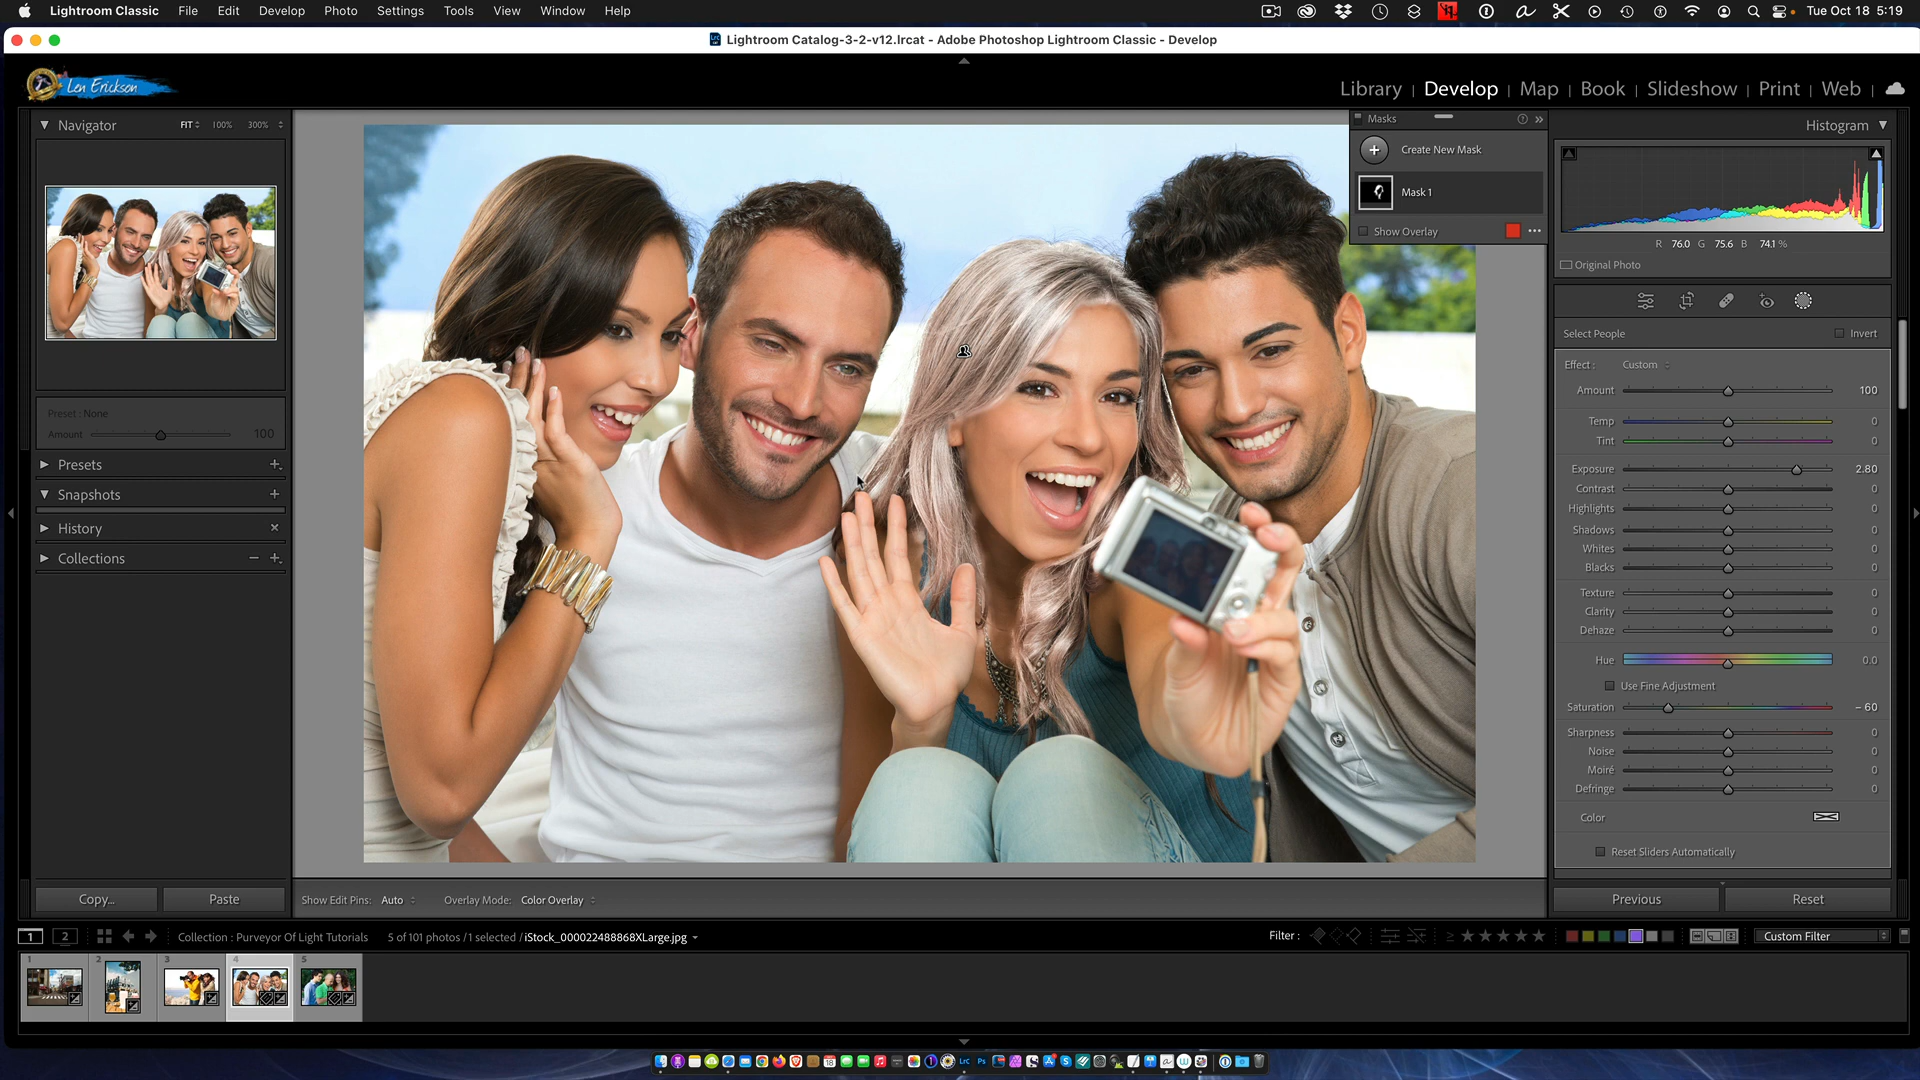 Lightroom Classic File Edit Develop Photo Settings Tools View Window Help
Tue Oct 18 5:19
Lightroom Catalog-3-2-v12.lrcat - Adobe Photoshop Lightroom Classic - Develop
Len Erickson
Library | Develop | Map | Book | Slideshow | Print | Web |
Navigator FIT 100% 300%
Preset : None
Amount 100
Presets
Snapshots
History
Collections
Copy... Paste
Masks
Create New Mask
Mask 1
Show Overlay
Histogram
R 76.0 G 75.6 B 74.1 %
Original Photo
Select People Invert
Effect : Custom
Amount 100
Temp 0
Tint 0
Exposure 2.80
Contrast 0
Highlights 0
Shadows 0
Whites 0
Blacks 0
Texture 0
Clarity 0
Dehaze 0
Hue 0.0
Use Fine Adjustment
Saturation – 60
Sharpness 0
Noise 0
Moiré 0
Defringe 0
Color
Reset Sliders Automatically
Previous Reset
Show Edit Pins: Auto Overlay Mode: Color Overlay
1 2 Collection : Purveyor Of Light Tutorials 5 of 101 photos / 1 selected / iStock_000022488868XLarge.jpg
Filter : ≥ Custom Filter
1 2 3 4 5
LrC Ps